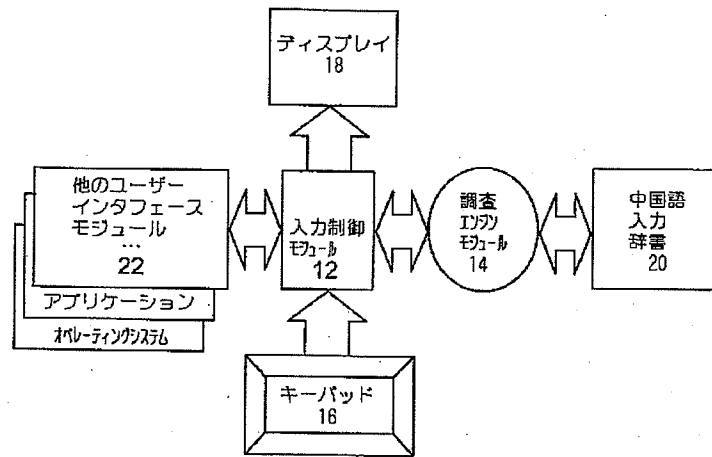 ディスプレイ
18
他のユーザー
インタフェース
モジュール
…
22
アプリケーション
オペレーティングシステム
入力制御
モジュール
12
調査
エンジン
モジュール
14
中国語
入力
辞書
20
キーパッド
16